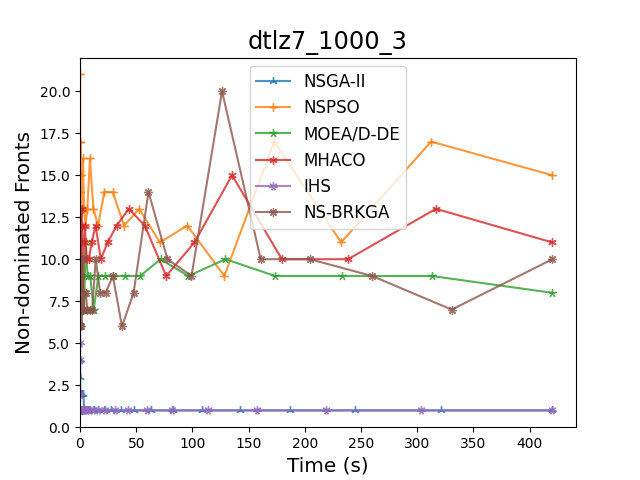 dtlz7_1000_3
Non-dominated Fronts
20.0
17.5
15.0
12.5
10.0
7.5
5.0
2.5
0.0
NSGA-II
NSPSO
MOEA/D-DE
MHACO
IHS
NS-BRKGA
0 50 100 150 200 250 300 350 400
Time (s)